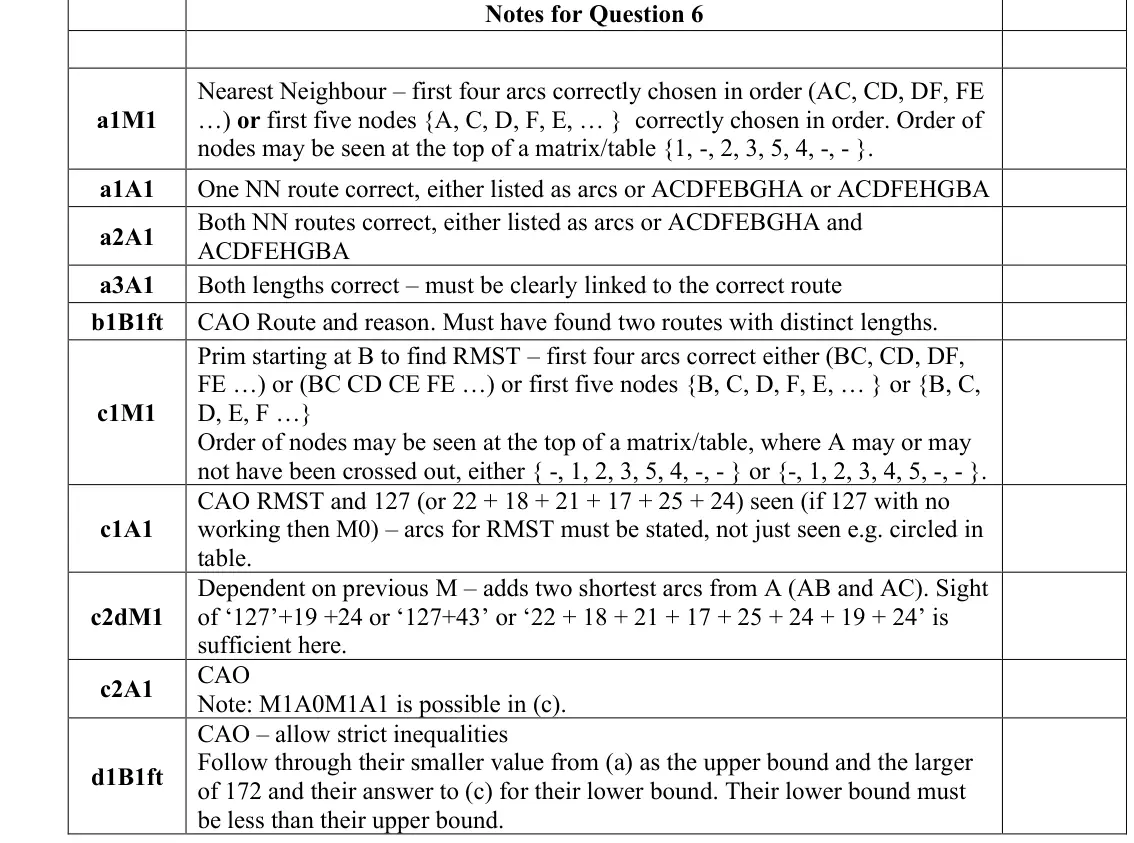 Notes for Question 6
a1M1
Nearest Neighbour – first four arcs correctly chosen in order (AC, CD, DF, FE
…) or first five nodes {A, C, D, F, E, … }  correctly chosen in order. Order of
nodes may be seen at the top of a matrix/table {1, -, 2, 3, 5, 4, -, - }.
a1A1
One NN route correct, either listed as arcs or ACDFEBGHA or ACDFEHGBA
a2A1
Both NN routes correct, either listed as arcs or ACDFEBGHA and
ACDFEHGBA
a3A1
Both lengths correct – must be clearly linked to the correct route
b1B1ft
CAO Route and reason. Must have found two routes with distinct lengths.
c1M1
Prim starting at B to find RMST – first four arcs correct either (BC, CD, DF,
FE …) or (BC CD CE FE …) or first five nodes {B, C, D, F, E, … } or {B, C,
D, E, F …}
Order of nodes may be seen at the top of a matrix/table, where A may or may
not have been crossed out, either { -, 1, 2, 3, 5, 4, -, - } or {-, 1, 2, 3, 4, 5, -, - }.
c1A1
CAO RMST and 127 (or 22 + 18 + 21 + 17 + 25 + 24) seen (if 127 with no
working then M0) – arcs for RMST must be stated, not just seen e.g. circled in
table.
c2dM1
Dependent on previous M – adds two shortest arcs from A (AB and AC). Sight
of ‘127’+19 +24 or ‘127+43’ or ‘22 + 18 + 21 + 17 + 25 + 24 + 19 + 24’ is
sufficient here.
c2A1
CAO
Note: M1A0M1A1 is possible in (c).
d1B1ft
CAO – allow strict inequalities
Follow through their smaller value from (a) as the upper bound and the larger
of 172 and their answer to (c) for their lower bound. Their lower bound must
be less than their upper bound.